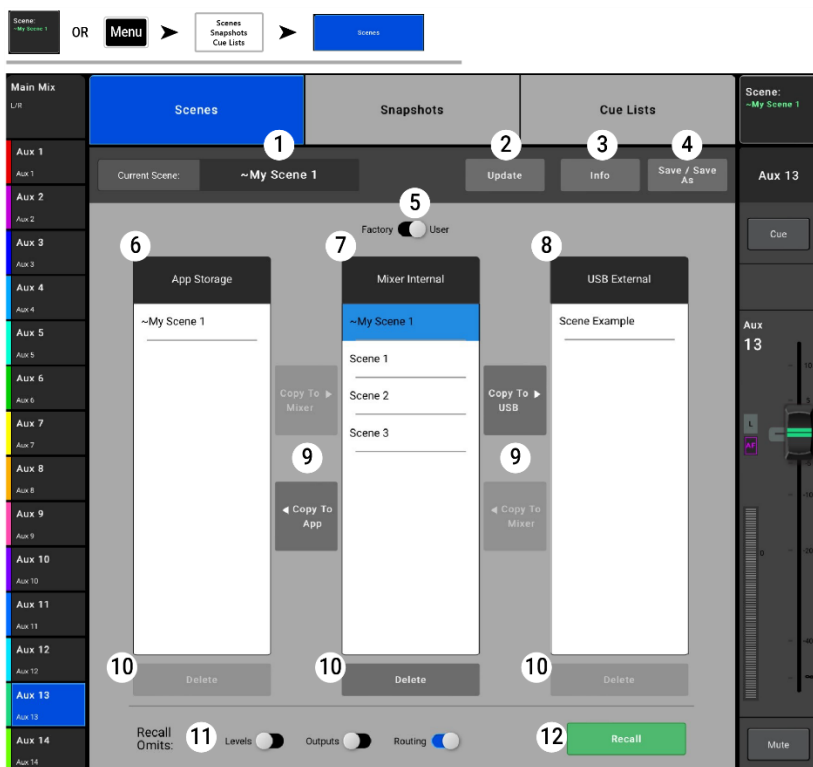 Scene:
~My Scene 1
OR
Menu
Scenes
Snapshots
Cue Lists
Scenes
Main Mix
L/R
Scenes
Snapshots
Cue Lists
Scene:
~My Scene 1
1
2
3
4
Current Scene:
~My Scene 1
Update
Info
Save / Save
As
Aux 13
Aux 1
Aux 1
Aux 2
Aux 2
Aux 3
Aux 3
Aux 4
Aux 4
Aux 5
Aux 5
Aux 6
Aux 6
Aux 7
Aux 7
Aux 8
Aux 8
Aux 9
Aux 9
Aux 10
Aux 10
Aux 11
Aux 11
Aux 12
Aux 12
Aux 13
Aux 13
Aux 14
Aux 14
5
Factory
User
6
App Storage
~My Scene 1
7
Mixer Internal
~My Scene 1
Scene 1
Scene 2
Scene 3
8
USB External
Scene Example
Copy To
Mixer
9
Copy To
App
Copy To
USB
9
Copy To
Mixer
10
Delete
10
Delete
10
Delete
Recall
Omits:
11
Levels
Outputs
Routing
12
Recall
Cue
Aux
13
10
5
L
AF
-10
0
-20
-40
∞
Mute